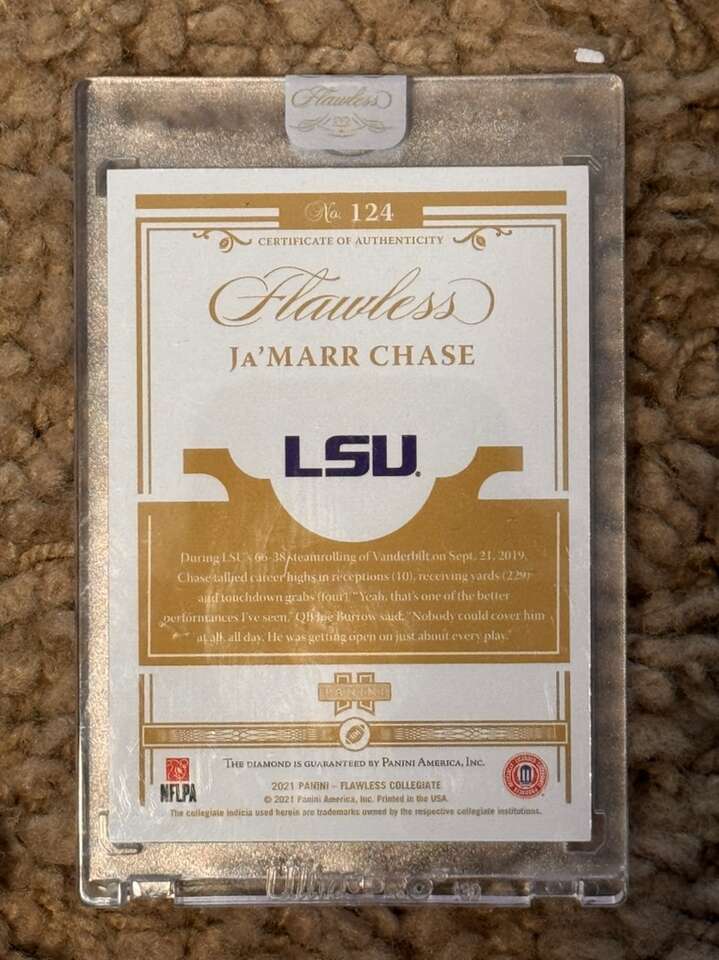 Flawless
No. 124
CERTIFICATE OF AUTHENTICITY
Flawless
JA'MARR CHASE
LSU
During LSU's 66-38 steamrolling of Vanderbilt on Sept. 21, 2019,
Chase tallied career highs in receptions (10), receiving yards (229)
and touchdown grabs (four). "Yeah, that's one of the better
performances I've seen," QB Joe Burrow said. "Nobody could cover him
at all, all day. He was getting open on just about every play."
PANINI
THE DIAMOND IS GUARANTEED BY PANINI AMERICA, INC.
NFLPA
2021 PANINI – FLAWLESS COLLEGIATE
© 2021 Panini America, Inc. Printed in the USA.
The collegiate indicia used herein are trademarks owned by the respective collegiate institutions.